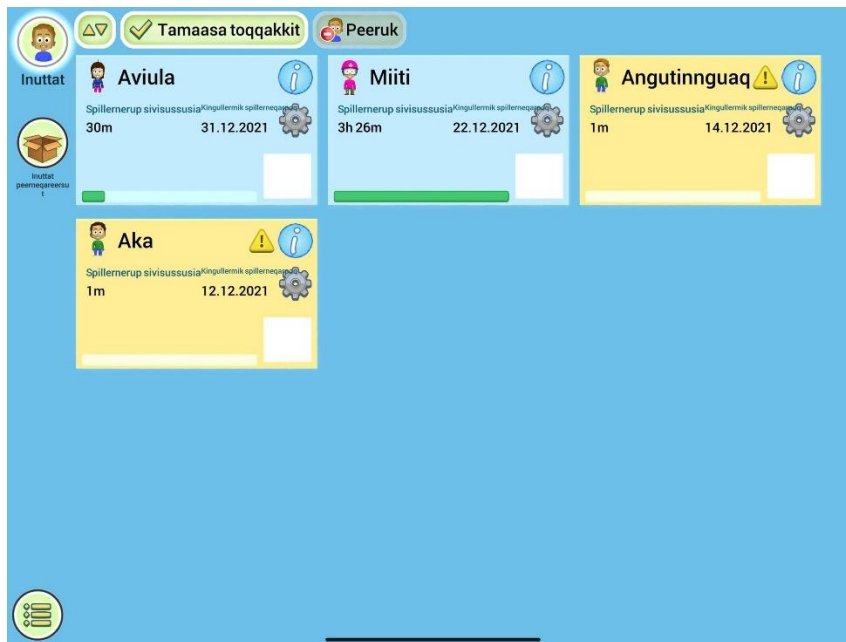 Tamaasa toqqakkit
Peeruk
Inuttat
Inuttat
peerneqareersu
t
Aviula
Spillernerup sivisussusia
30m
31.12.2021
Miiti
Spillernerup sivisussusia
3h 26m
22.12.2021
Angutinnguaq
Spillernerup sivisussusia
1m
14.12.2021
Aka
Spillernerup sivisussusia
1m
12.12.2021